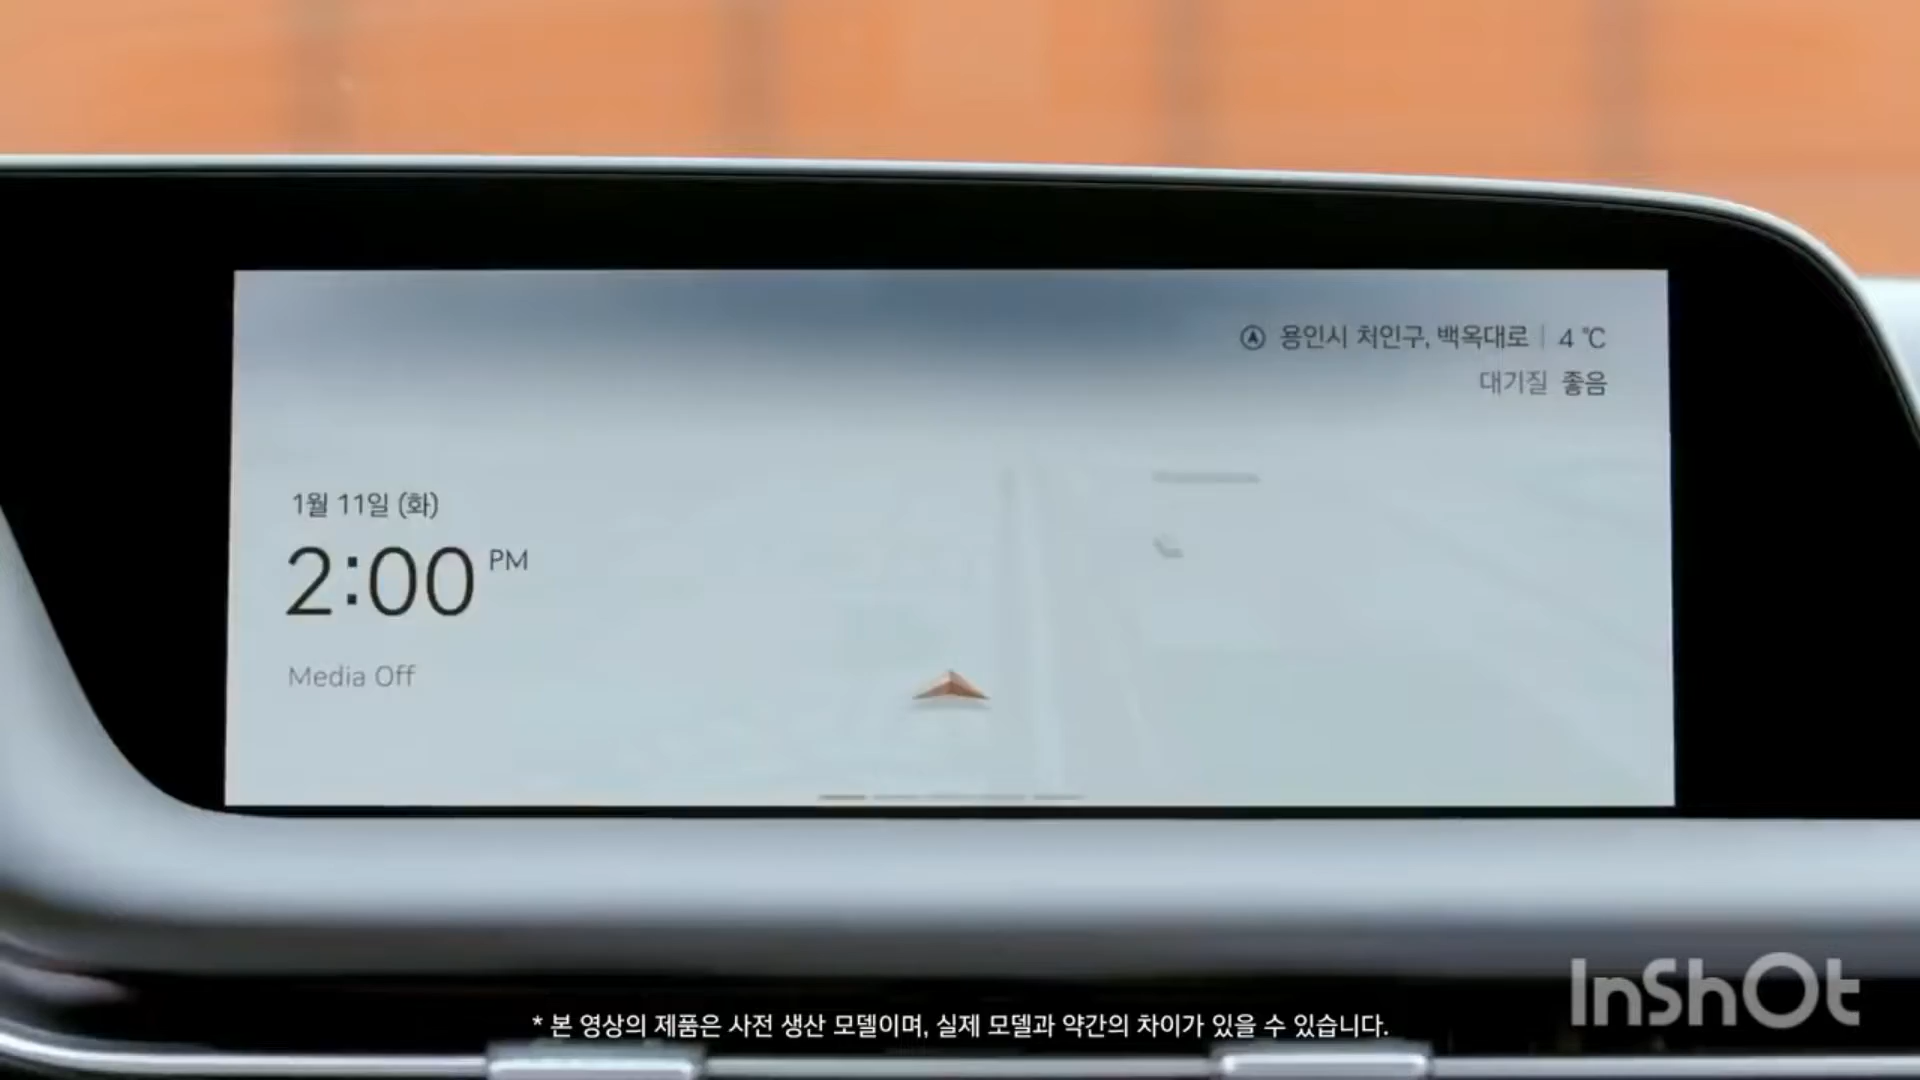 용인시 처인구, 백옥대로 | 4 °C
대기질 좋음
1월 11일 (화)
2:00 PM
Media Off
* 본 영상의 제품은 사전 생산 모델이며, 실제 모델과 약간의 차이가 있을 수 있습니다.
InShOt